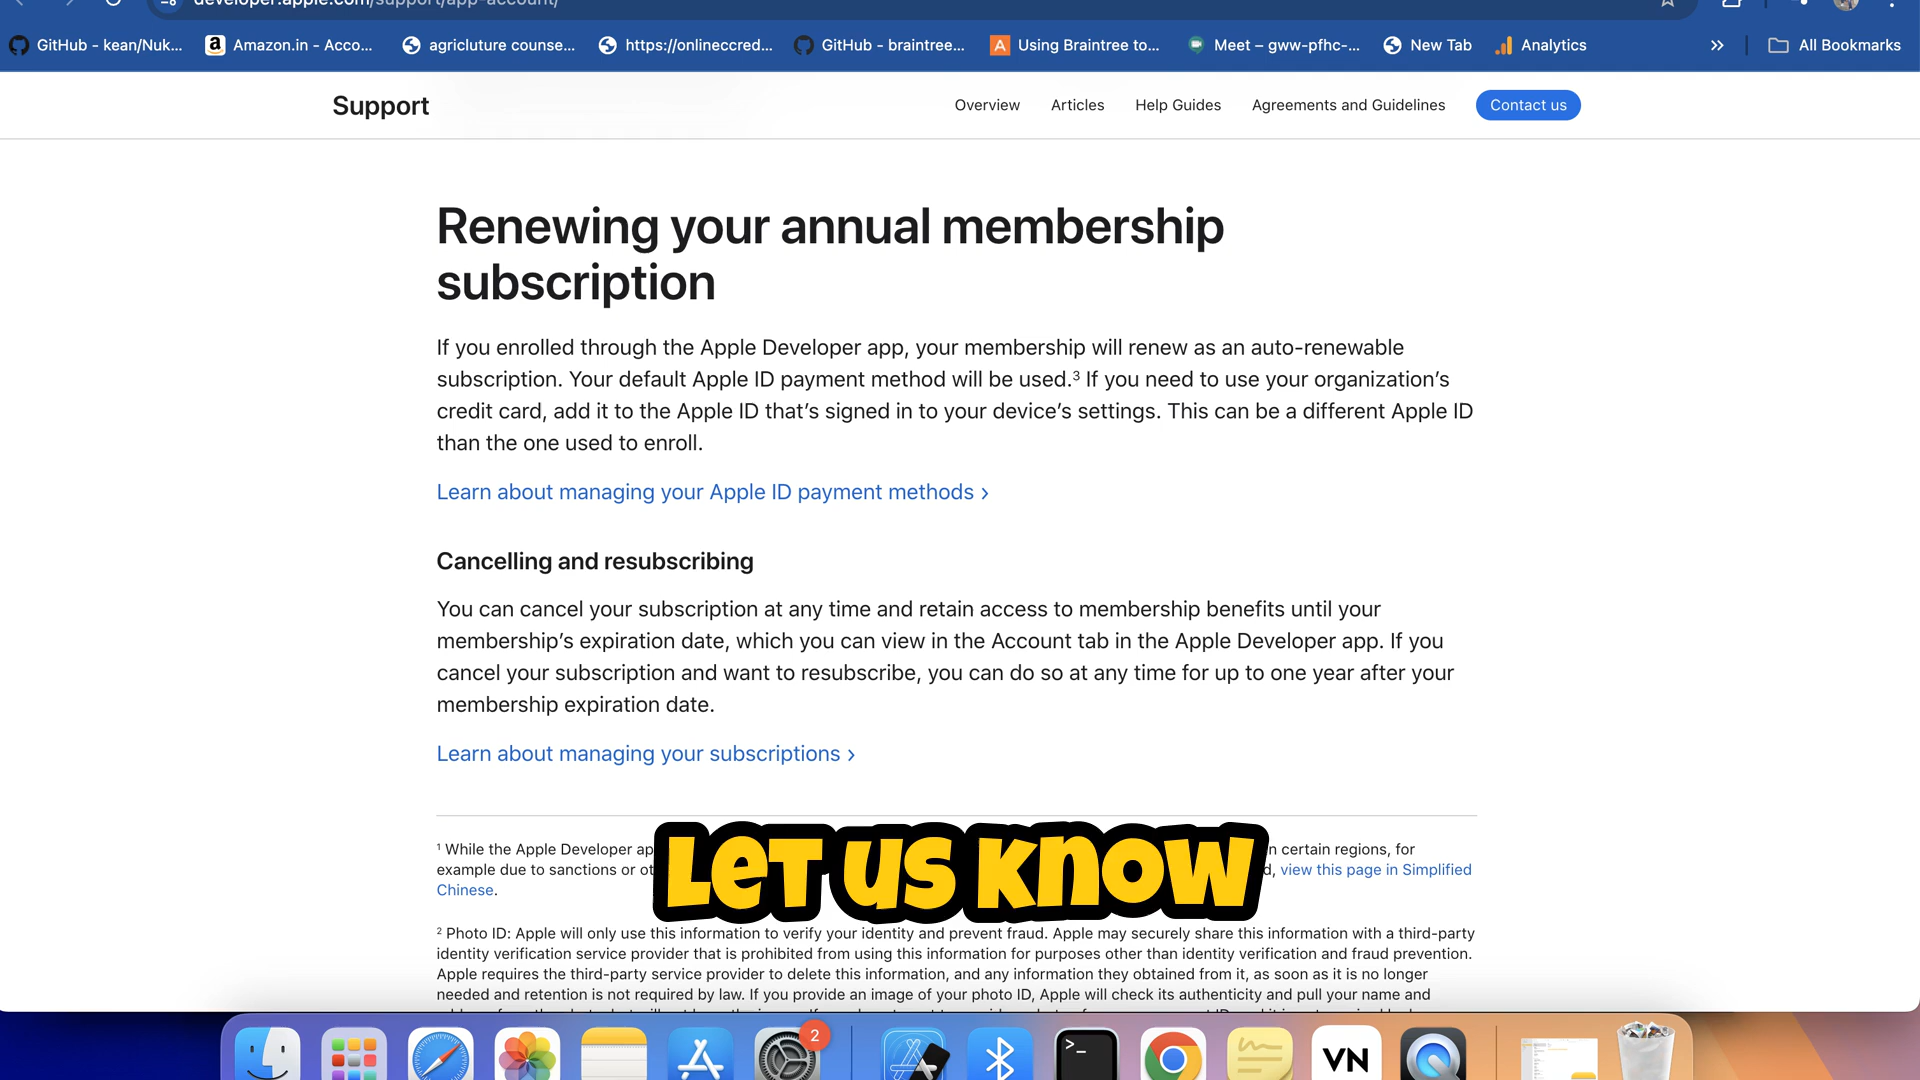 developer.apple.com/support/app-account/
GitHub - kean/Nuk... Amazon.in - Acco... agricluture counse... https://onlineccred... GitHub - braintree... Using Braintree to... Meet – gww-pfhc-... New Tab Analytics All Bookmarks
Support Overview Articles Help Guides Agreements and Guidelines Contact us
Renewing your annual membership
subscription
If you enrolled through the Apple Developer app, your membership will renew as an auto-renewable
subscription. Your default Apple ID payment method will be used.³ If you need to use your organization’s
credit card, add it to the Apple ID that’s signed in to your device’s settings. This can be a different Apple ID
than the one used to enroll.
Learn about managing your Apple ID payment methods ›
Cancelling and resubscribing
You can cancel your subscription at any time and retain access to membership benefits until your
membership’s expiration date, which you can view in the Account tab in the Apple Developer app. If you
cancel your subscription and want to resubscribe, you can do so at any time for up to one year after your
membership expiration date.
Learn about managing your subscriptions ›
¹ While the Apple Developer ap n certain regions, for
example due to sanctions or ot d, view this page in Simplified
Chinese.
Let us know
² Photo ID: Apple will only use this information to verify your identity and prevent fraud. Apple may securely share this information with a third-party
identity verification service provider that is prohibited from using this information for purposes other than identity verification and fraud prevention.
Apple requires the third-party service provider to delete this information, and any information they obtained from it, as soon as it is no longer
needed and retention is not required by law. If you provide an image of your photo ID, Apple will check its authenticity and pull your name and
2
>_
VN